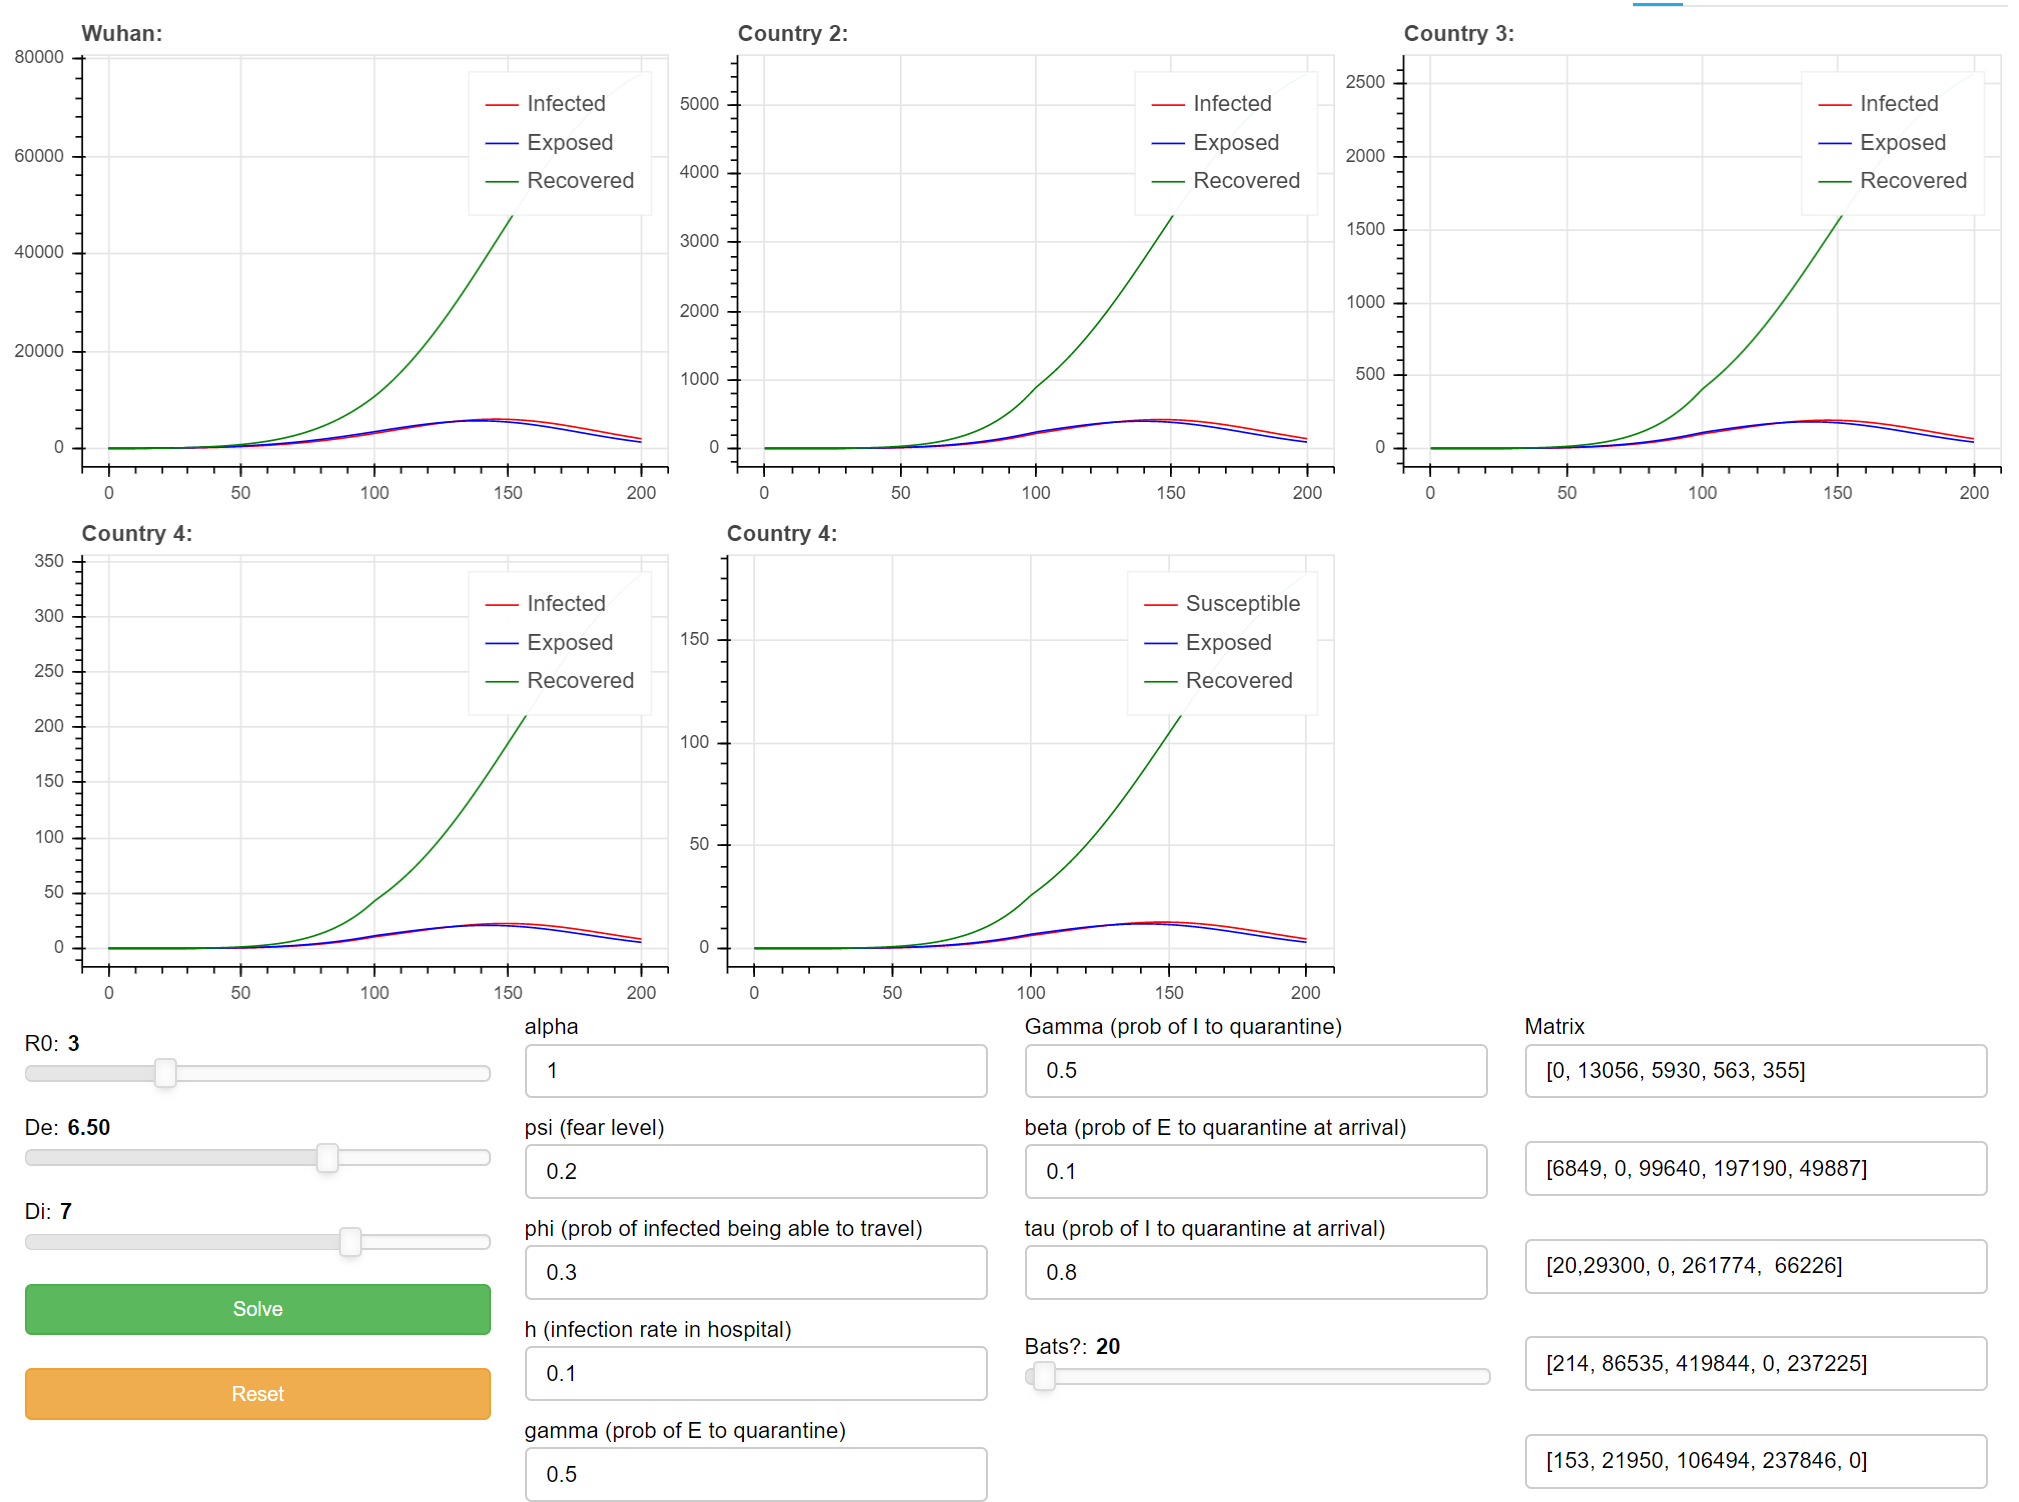 Wuhan:
80000
60000
40000
20000
0
0 50 100 150 200
Infected
Exposed
Recovered
Country 2:
5000
4000
3000
2000
1000
0
0 50 100 150 200
Infected
Exposed
Recovered
Country 3:
2500
2000
1500
1000
500
0
0 50 100 150 200
Infected
Exposed
Recovered
Country 4:
350
300
250
200
150
100
50
0
0 50 100 150 200
Infected
Exposed
Recovered
Country 4:
150
100
50
0
0 50 100 150 200
Susceptible
Exposed
Recovered
R0: 3
De: 6.50
Di: 7
Solve
Reset
alpha
1
psi (fear level)
0.2
phi (prob of infected being able to travel)
0.3
h (infection rate in hospital)
0.1
gamma (prob of E to quarantine)
0.5
Gamma (prob of I to quarantine)
0.5
beta (prob of E to quarantine at arrival)
0.1
tau (prob of I to quarantine at arrival)
0.8
Bats?: 20
Matrix
[0, 13056, 5930, 563, 355]
[6849, 0, 99640, 197190, 49887]
[20,29300, 0, 261774,  66226]
[214, 86535, 419844, 0, 237225]
[153, 21950, 106494, 237846, 0]